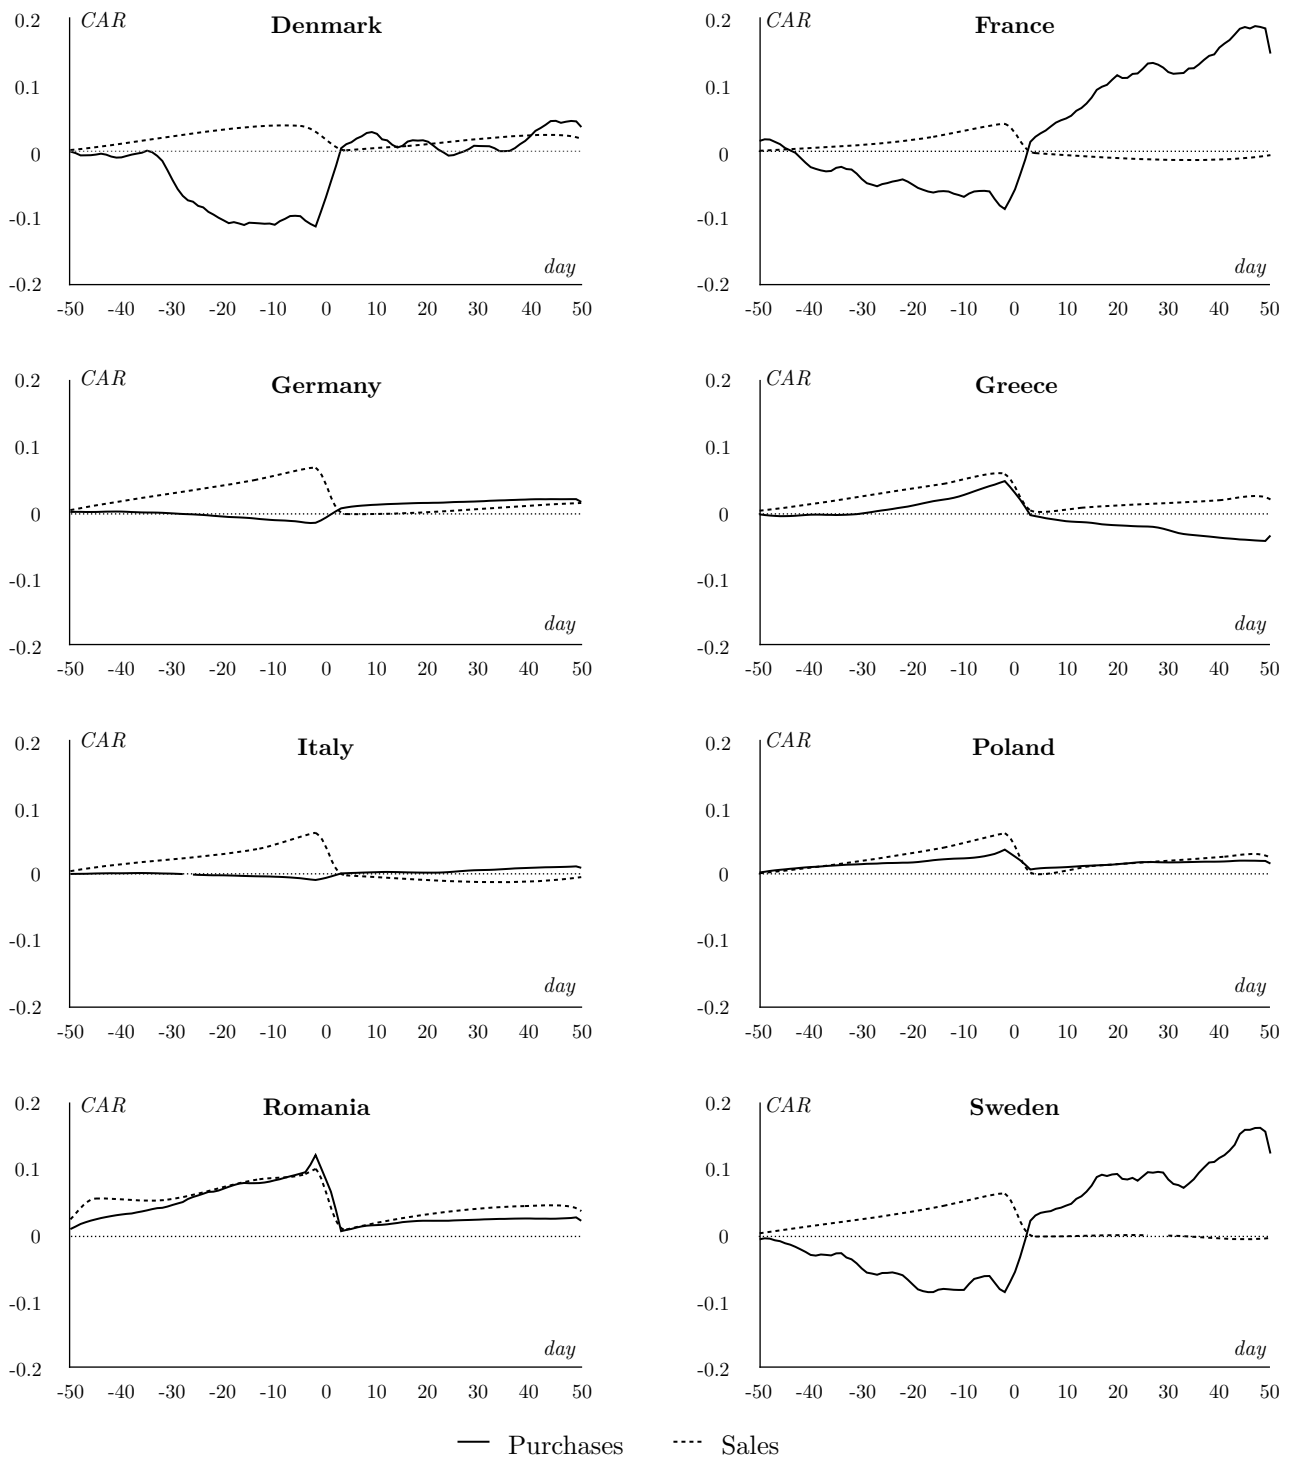 0.2 CAR Denmark
0.1
0
-0.1
-0.2 day
-50 -40 -30 -20 -10 0 10 20 30 40 50
0.2 CAR France
0.1
0
-0.1
-0.2 day
-50 -40 -30 -20 -10 0 10 20 30 40 50
0.2 CAR Germany
0.1
0
-0.1
-0.2 day
-50 -40 -30 -20 -10 0 10 20 30 40 50
0.2 CAR Greece
0.1
0
-0.1
-0.2 day
-50 -40 -30 -20 -10 0 10 20 30 40 50
0.2 CAR Italy
0.1
0
-0.1
-0.2 day
-50 -40 -30 -20 -10 0 10 20 30 40 50
0.2 CAR Poland
0.1
0
-0.1
-0.2 day
-50 -40 -30 -20 -10 0 10 20 30 40 50
0.2 CAR Romania
0.1
0
-0.1
-0.2 day
-50 -40 -30 -20 -10 0 10 20 30 40 50
0.2 CAR Sweden
0.1
0
-0.1
-0.2 day
-50 -40 -30 -20 -10 0 10 20 30 40 50
Purchases Sales